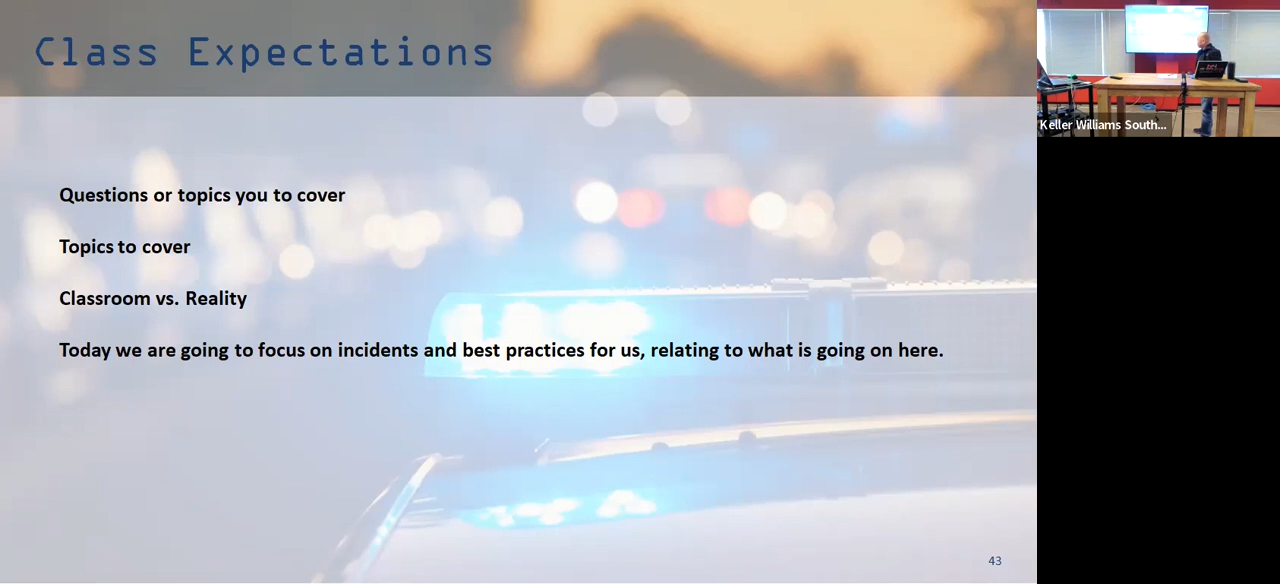 Class Expectations
Questions or topics you to cover
Topics to cover
Classroom vs. Reality
Today we are going to focus on incidents and best practices for us, relating to what is going on here.
43
Keller Williams South...